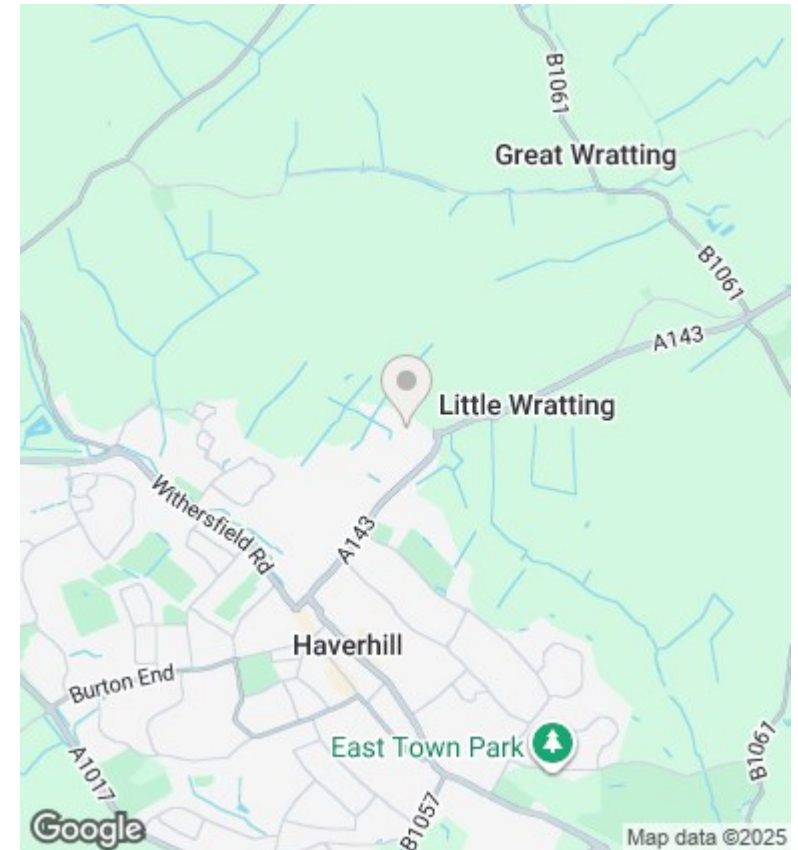 B1061
Great Wratting
B1061
A143
Little Wratting
Withersfield Rd
A143
Haverhill
Burton End
East Town Park
A1017
B1061
B1057
Google
Map data ©2025